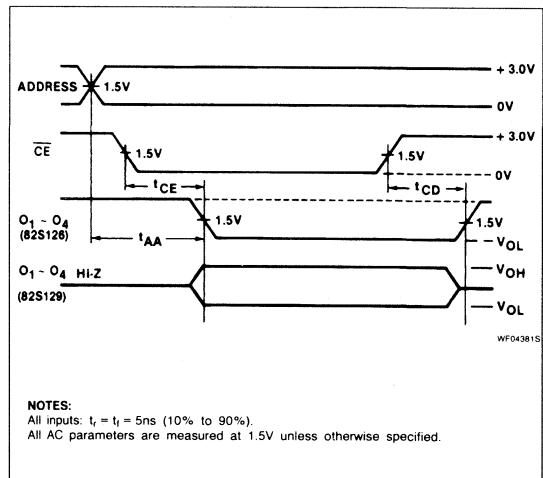 + 3.0V
ADDRESS
1.5V
0V
+ 3.0V
CE
1.5V
1.5V
0V
tCE
tCD
O1 ~ O4
(82S126)
1.5V
1.5V
tAA
VOL
O1 ~ O4 HI-Z
(82S129)
VOH
VOL
WF04381S
NOTES:
All inputs: tr = tf = 5ns (10% to 90%).
All AC parameters are measured at 1.5V unless otherwise specified.